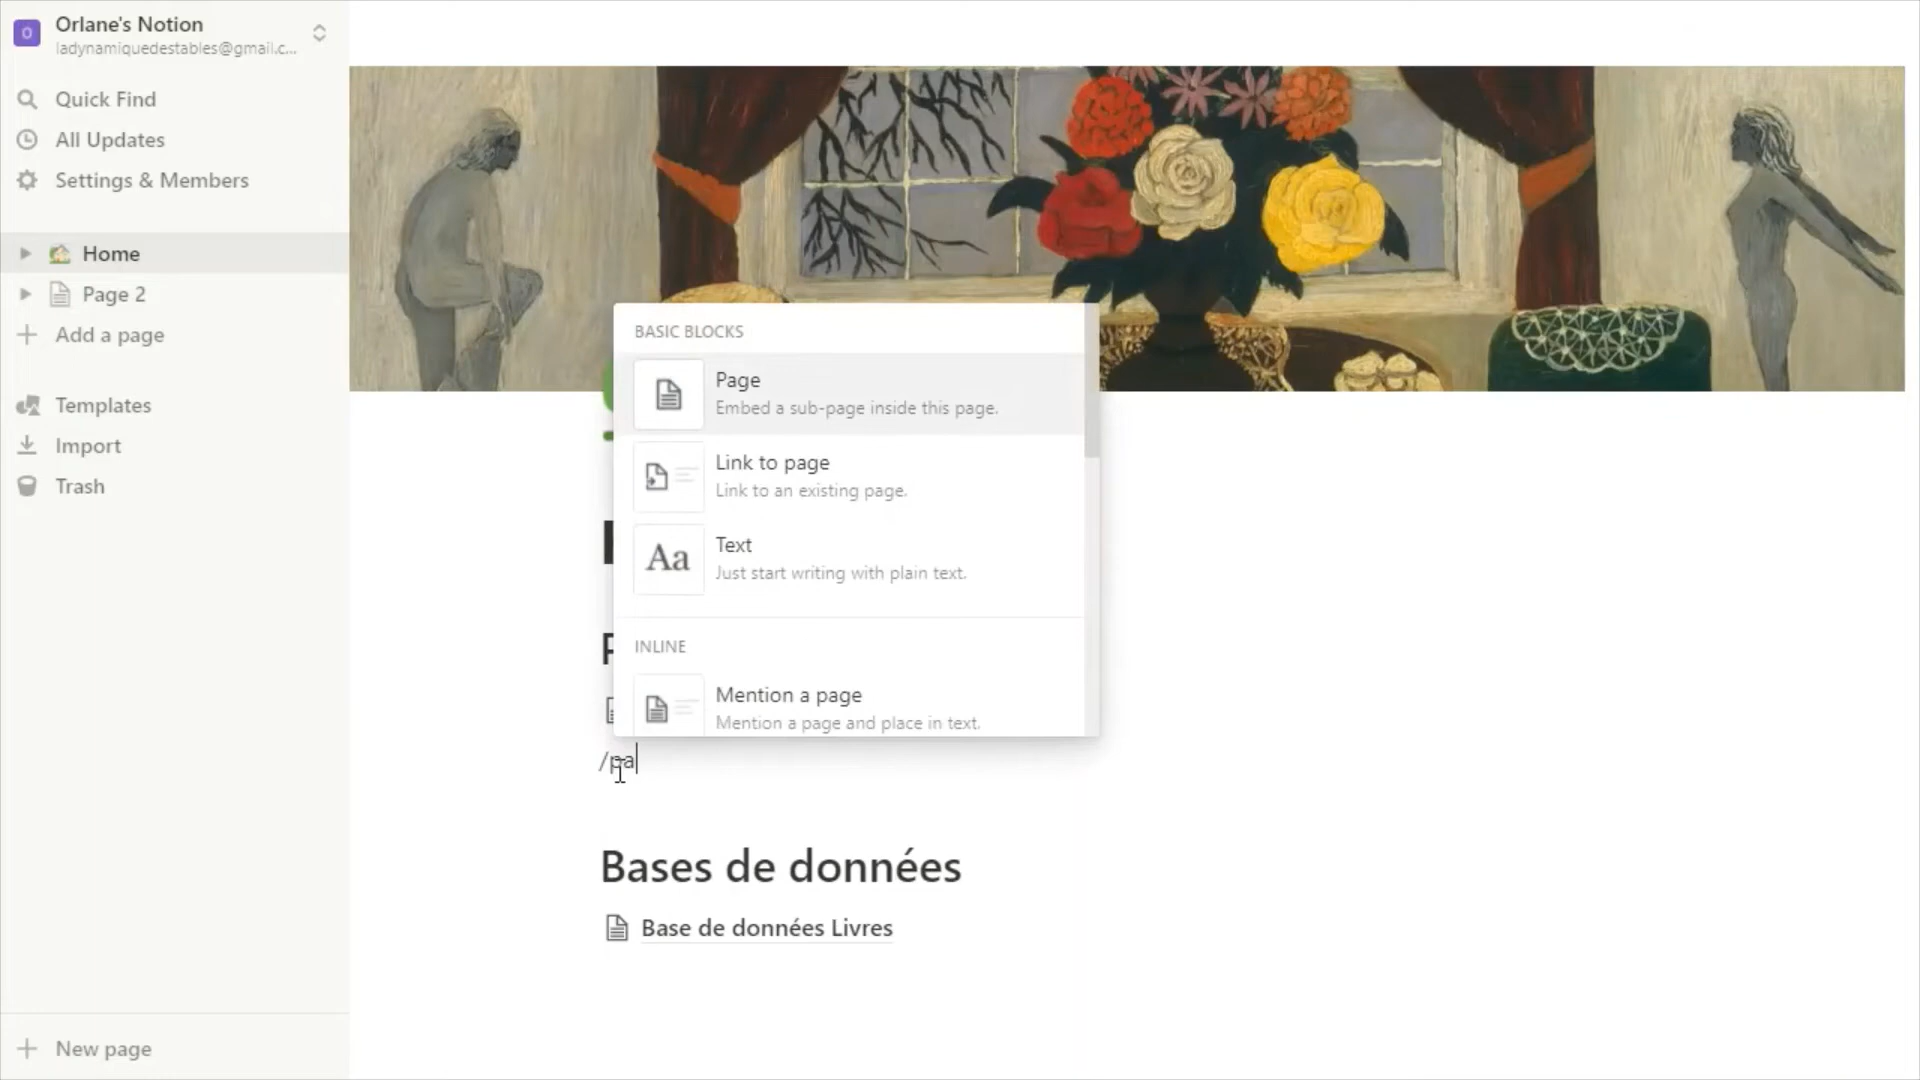 O
Orlane's Notion
ladynamiquedestables@gmail.c...
Quick Find
All Updates
Settings & Members
Home
Page 2
Add a page
Templates
Import
Trash
New page
BASIC BLOCKS
Page
Embed a sub-page inside this page.
Link to page
Link to an existing page.
Aa
Text
Just start writing with plain text.
INLINE
Mention a page
Mention a page and place in text.
/pa
Bases de données
Base de données Livres